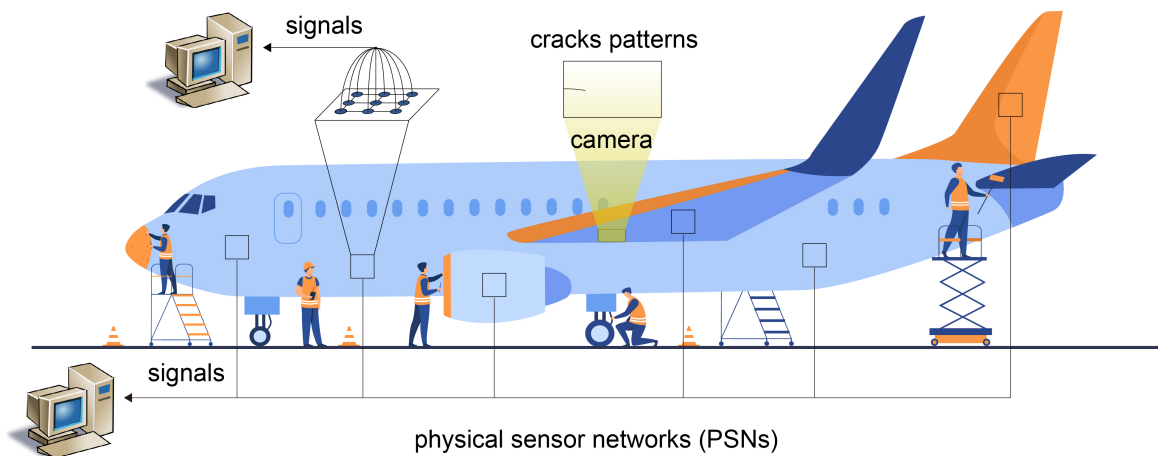 signals
cracks patterns
camera
signals
physical sensor networks (PSNs)